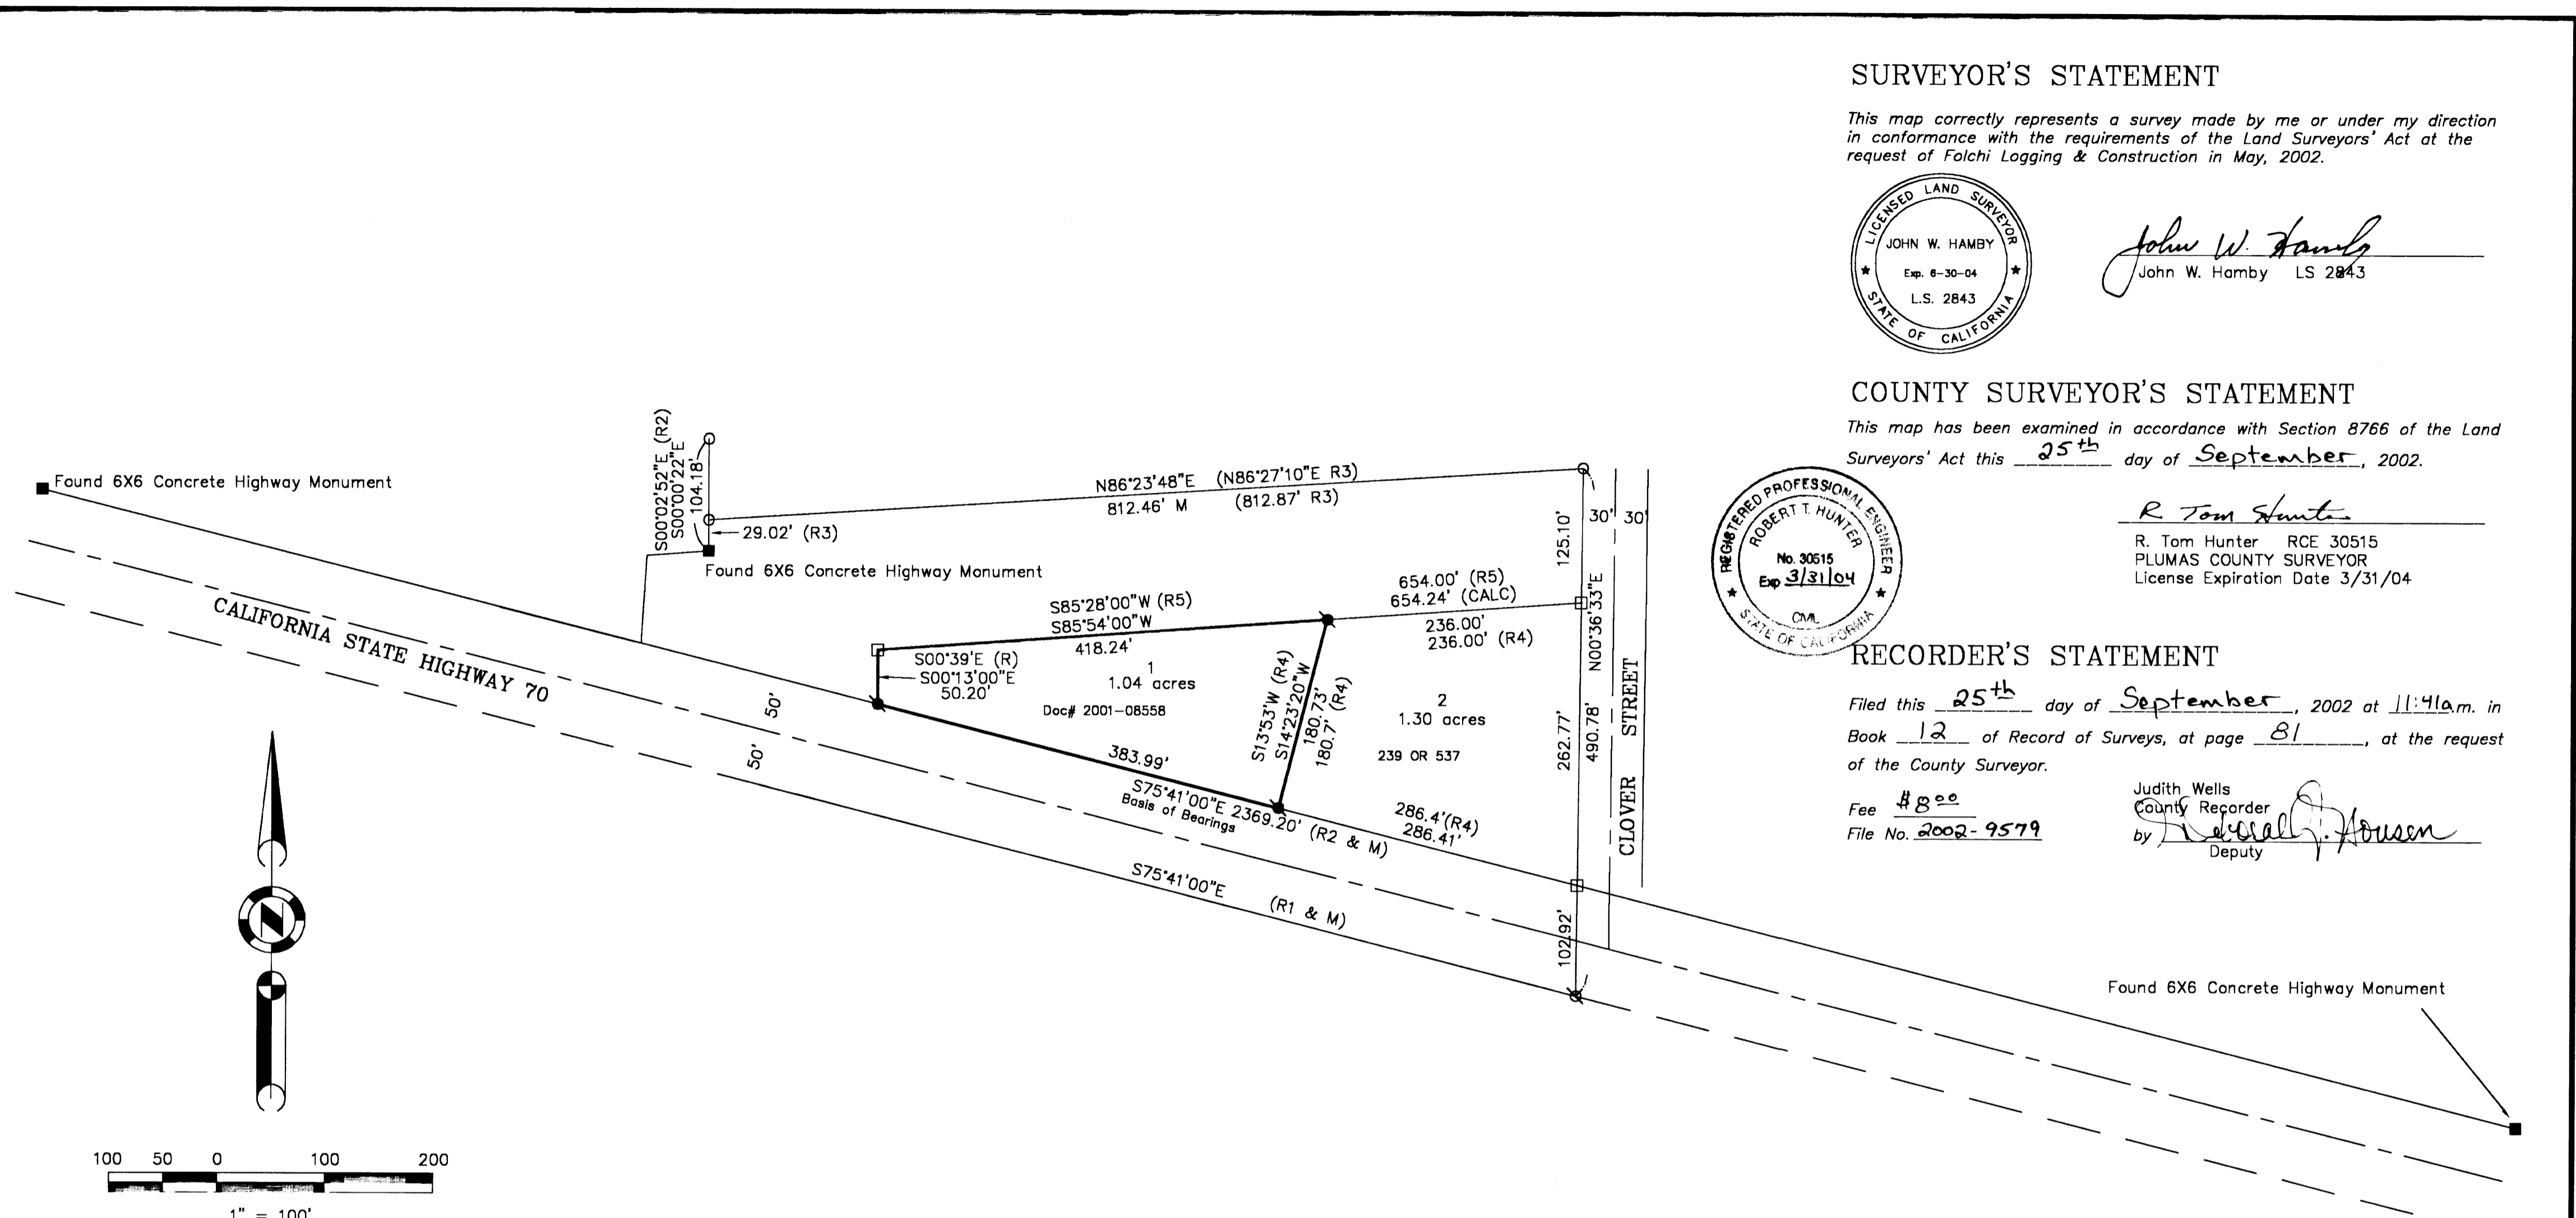 SURVEYOR'S STATEMENT
This map correctly represents a survey made by me or under my direction
in conformance with the requirements of the Land Surveyors' Act at the
request of Folchi Logging & Construction in May, 2002.
LICENSED LAND SURVEYOR
JOHN W. HAMBY
Exp. 6-30-04
L.S. 2843
STATE OF CALIFORNIA
John W. Hamby
John W. Hamby LS 2843
COUNTY SURVEYOR'S STATEMENT
This map has been examined in accordance with Section 8766 of the Land
Surveyors' Act this 25th day of September, 2002.
REGISTERED PROFESSIONAL ENGINEER
ROBERT T. HUNTER
No. 30515
Exp 3/31/04
CIVIL
STATE OF CALIFORNIA
R Tom Hunter
R. Tom Hunter RCE 30515
PLUMAS COUNTY SURVEYOR
License Expiration Date 3/31/04
RECORDER'S STATEMENT
Filed this 25th day of September, 2002 at 11:41a.m. in
Book 12 of Record of Surveys, at page 81, at the request
of the County Surveyor.
Fee $8 00
File No. 2002-9579
Judith Wells
County Recorder
by
Deputy
Found 6X6 Concrete Highway Monument
S00°02'52"E (R2)
S00°00'22"E
104.18'
29.02' (R3)
Found 6X6 Concrete Highway Monument
N86°23'48"E (N86°27'10"E R3)
812.46' M (812.87' R3)
125.10'
30' 30'
654.00' (R5)
654.24' (CALC)
236.00'
236.00' (R4)
S85°28'00"W (R5)
S85°54'00"W
418.24'
S00°39'E (R)
S00°13'00"E
50.20'
1
1.04 acres
Doc# 2001-08558
S13°53'W (R4)
S14°23'20"W
180.73'
180.7' (R4)
2
1.30 acres
239 OR 537
N00°36'33"E
490.78'
262.77'
CLOVER STREET
CALIFORNIA STATE HIGHWAY 70
50'
50'
383.99'
S75°41'00"E 2369.20' (R2 & M)
Basis of Bearings
286.4'(R4)
286.41'
S75°41'00"E (R1 & M)
102.92'
Found 6X6 Concrete Highway Monument
N
100 50 0 100 200
1" = 100'